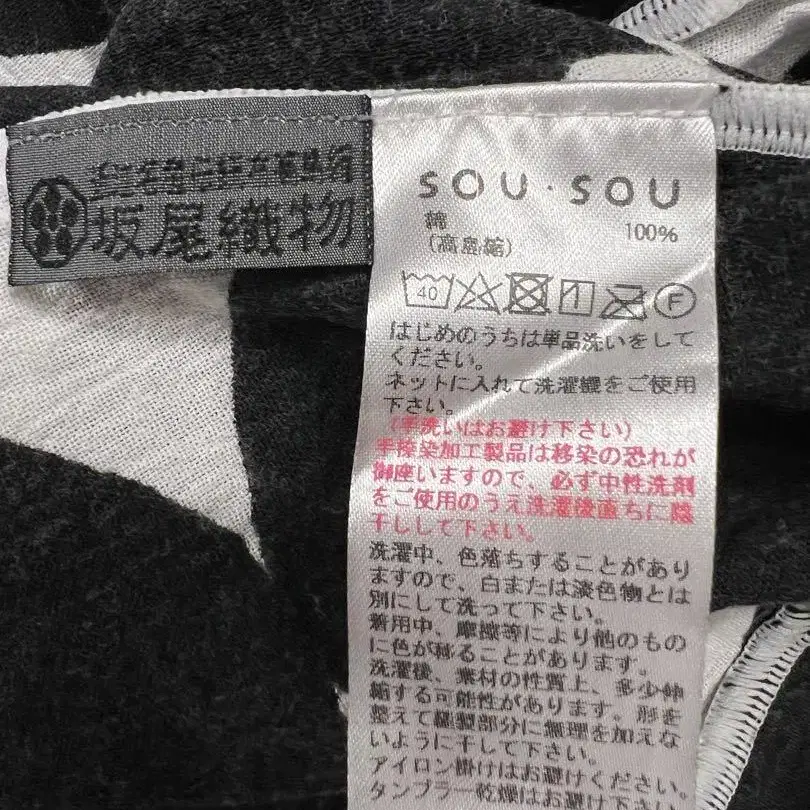 坂尾織物
SOU・SOU
綿 100%
(高島縮)
40
1
F
はじめのうちは単品洗いをして
ください。
ネットに入れて洗濯機をご使用
下さい。
(手洗いはお避け下さい)
手捺染加工製品は移染の恐れが
御座いますので、必ず中性洗剤
をご使用のうえ洗濯後直ちに陰
干しして下さい。
洗濯中、色落ちすることがあり
ますので、白または淡色物とは
別にして洗って下さい。
着用中、摩擦等により他のもの
に色が移ることがあります。
洗濯後、素材の性質上、多少伸
縮する可能性があります。形を
整えて縫製部分に無理を加えな
いように干して下さい。
アイロン掛けはお避けください。
タンブラー乾燥はお避け下さい